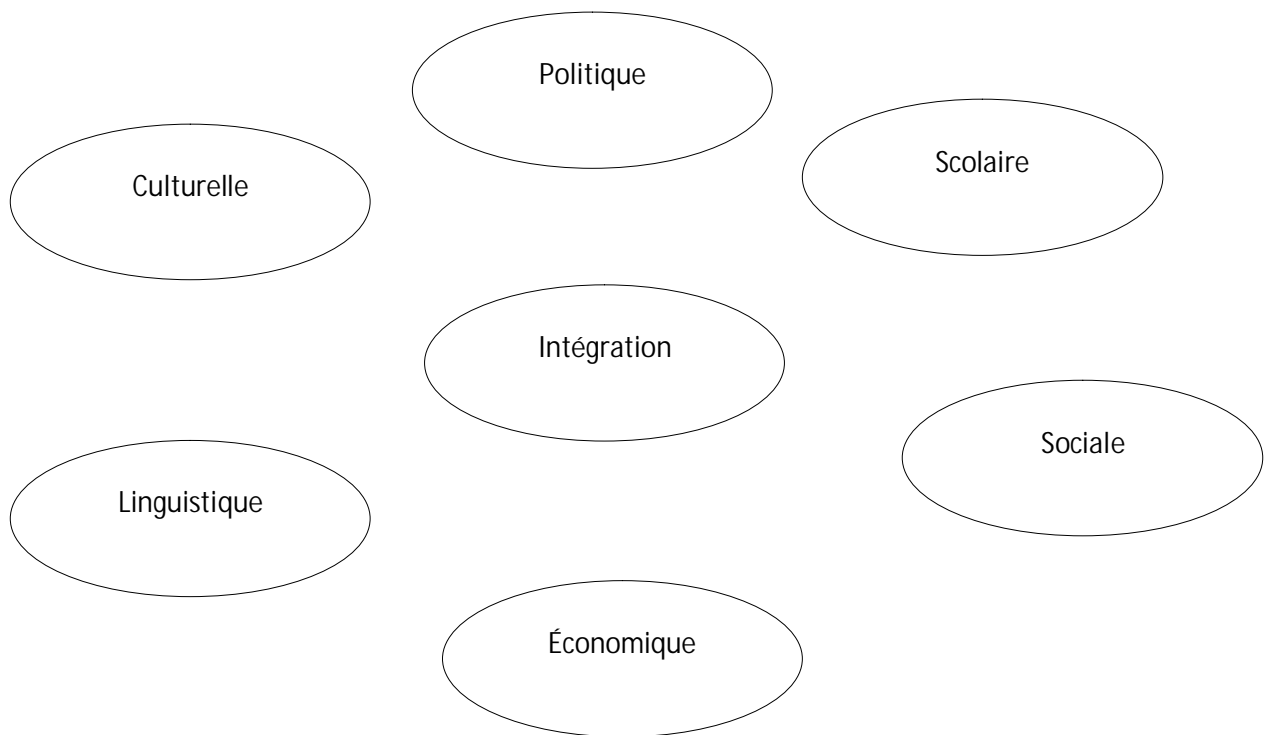 Politique
Scolaire
Culturelle
Intégration
Sociale
Linguistique
Économique